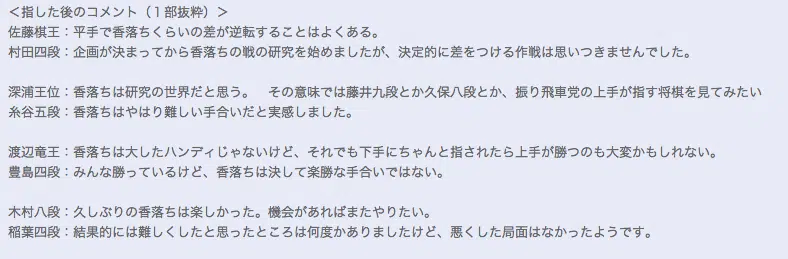 ＜指した後のコメント（１部抜粋）＞
佐藤棋王：平手で香落ちくらいの差が逆転することはよくある。
村田四段：企画が決まってから香落ちの戦の研究を始めましたが、決定的に差をつける作戦は思いつきませんでした。
深浦王位：香落ちは研究の世界だと思う。　その意味では藤井九段とか久保八段とか、振り飛車党の上手が指す将棋を見てみたい
糸谷五段：香落ちはやはり難しい手合いだと実感しました。
渡辺竜王：香落ちは大したハンディじゃないけど、それでも下手にちゃんと指されたら上手が勝つのも大変かもしれない。
豊島四段：みんな勝っているけど、香落ちは決して楽勝な手合いではない。
木村八段：久しぶりの香落ちは楽しかった。機会があればまたやりたい。
稲葉四段：結果的には難しくしたと思ったところは何度かありましたけど、悪くした局面はなかったようです。